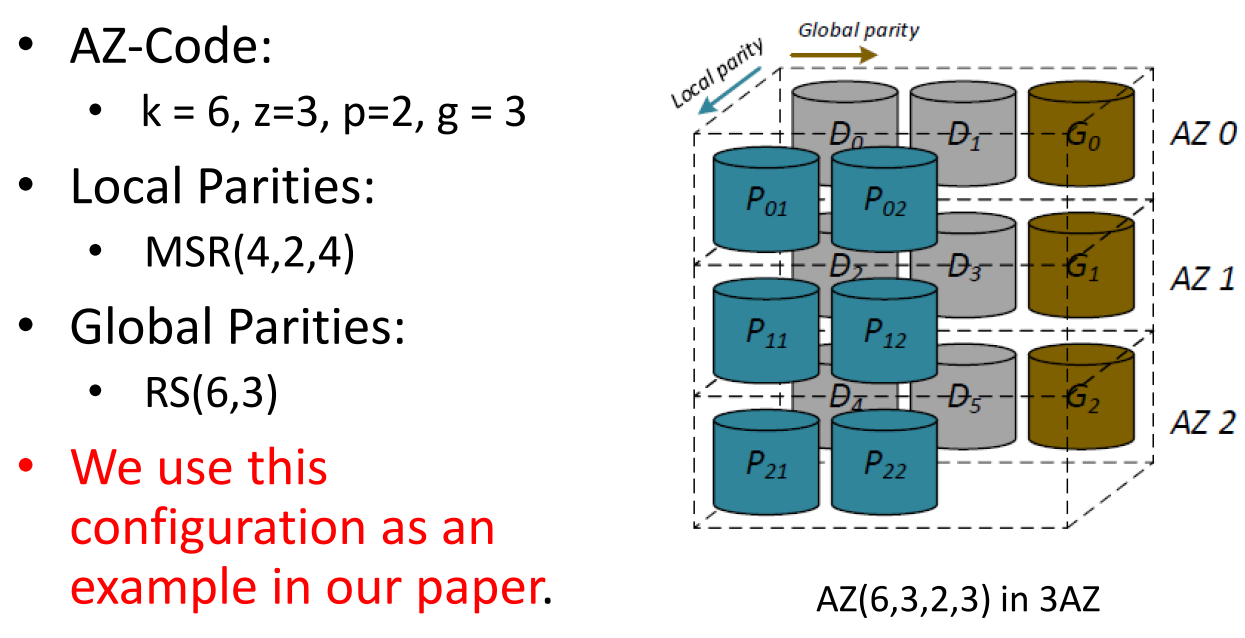 • AZ-Code:
• k = 6, z=3, p=2, g = 3
• Local Parities:
• MSR(4,2,4)
• Global Parities:
• RS(6,3)
• We use this
configuration as an
example in our paper.
Global parity
Local parity
D0 D1 G0 AZ 0
P01 P02
D2 D3 G1 AZ 1
P11 P12
D4 D5 G2 AZ 2
P21 P22
AZ(6,3,2,3) in 3AZ